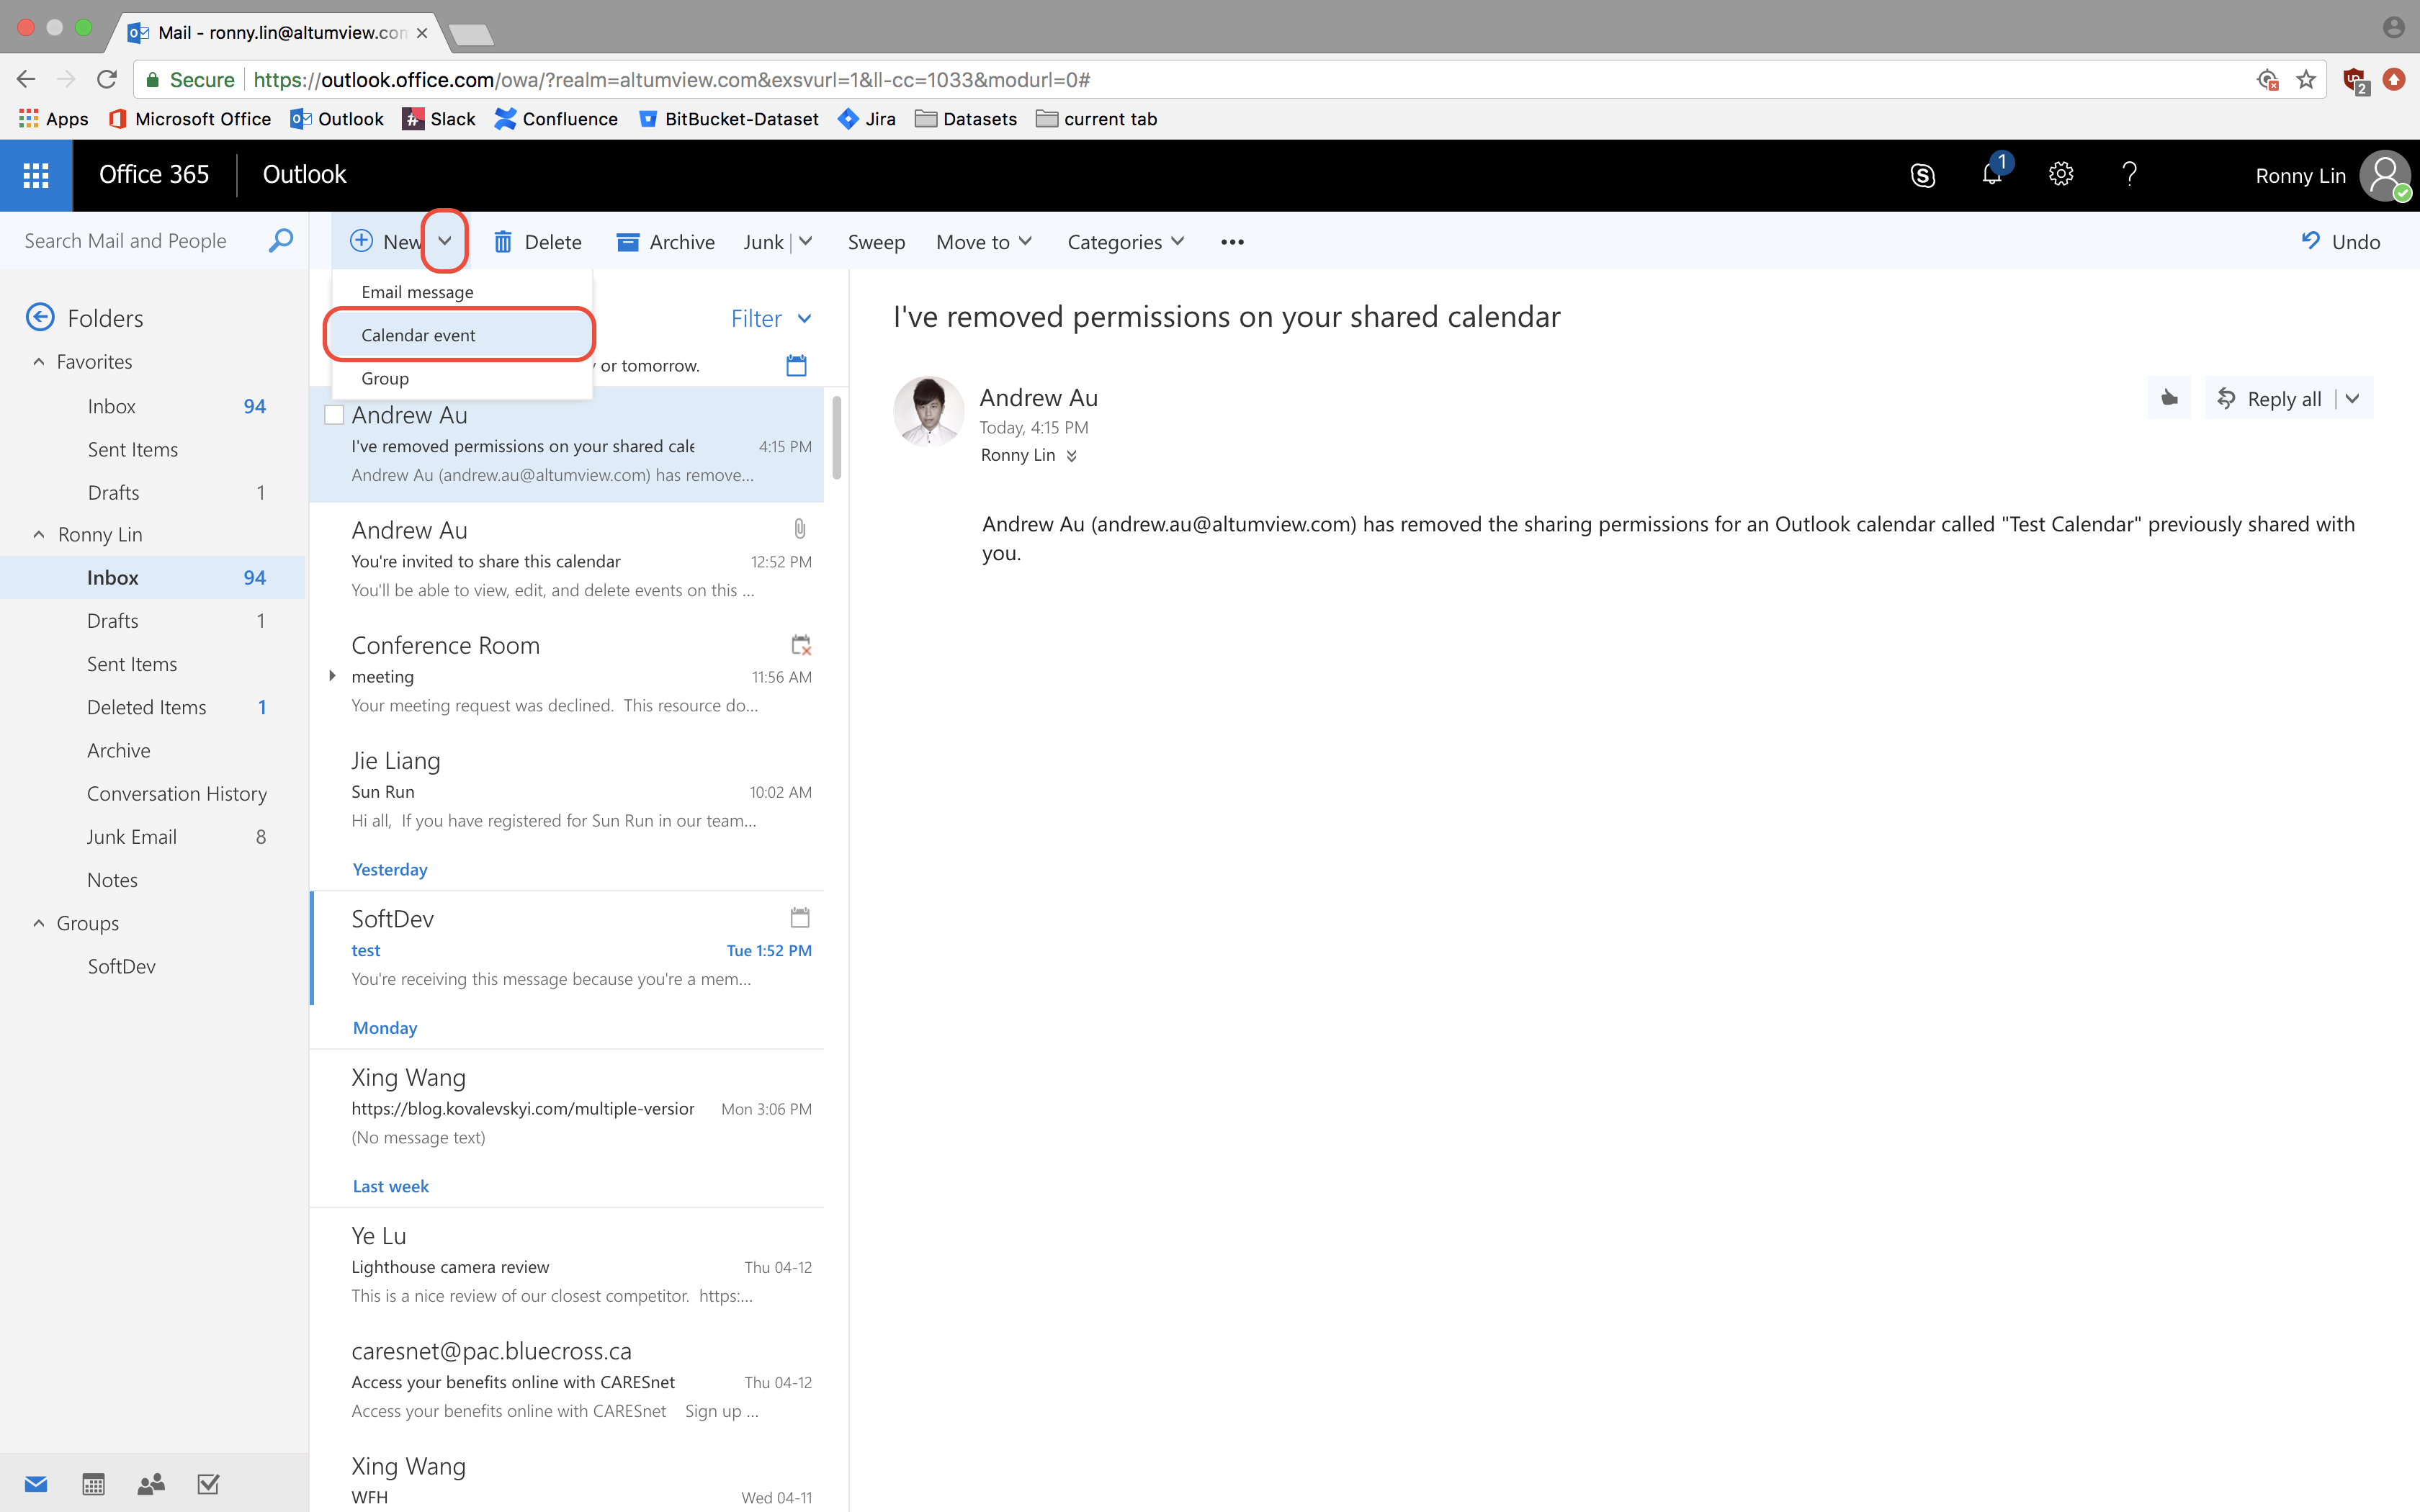 Mail - ronny.lin@altumview.com
Secure https://outlook.office.com/owa/?realm=altumview.com&exsvurl=1&ll-cc=1033&modurl=0#
2
Apps Microsoft Office Outlook Slack Confluence BitBucket-Dataset Jira Datasets current tab
Office 365 Outlook
1
Ronny Lin
Search Mail and People
New Delete Archive Junk Sweep Move to Categories Undo
Email message
Calendar event
Group
Folders
Favorites
Inbox 94
Sent Items
Drafts 1
Ronny Lin
Inbox 94
Drafts 1
Sent Items
Deleted Items 1
Archive
Conversation History
Junk Email 8
Notes
Groups
SoftDev
Filter
or tomorrow.
Andrew Au
I've removed permissions on your shared cale 4:15 PM
Andrew Au (andrew.au@altumview.com) has remove...
Andrew Au
You're invited to share this calendar 12:52 PM
You'll be able to view, edit, and delete events on this ...
Conference Room
meeting 11:56 AM
Your meeting request was declined. This resource do...
Jie Liang
Sun Run 10:02 AM
Hi all, If you have registered for Sun Run in our team...
Yesterday
SoftDev
test Tue 1:52 PM
You're receiving this message because you're a mem...
Monday
Xing Wang
https://blog.kovalevskyi.com/multiple-version Mon 3:06 PM
(No message text)
Last week
Ye Lu
Lighthouse camera review Thu 04-12
This is a nice review of our closest competitor. https:...
caresnet@pac.bluecross.ca
Access your benefits online with CARESnet Thu 04-12
Access your benefits online with CARESnet Sign up ...
Xing Wang
WFH Wed 04-11
I've removed permissions on your shared calendar
Andrew Au
Today, 4:15 PM
Ronny Lin
Reply all
Andrew Au (andrew.au@altumview.com) has removed the sharing permissions for an Outlook calendar called "Test Calendar" previously shared with
you.